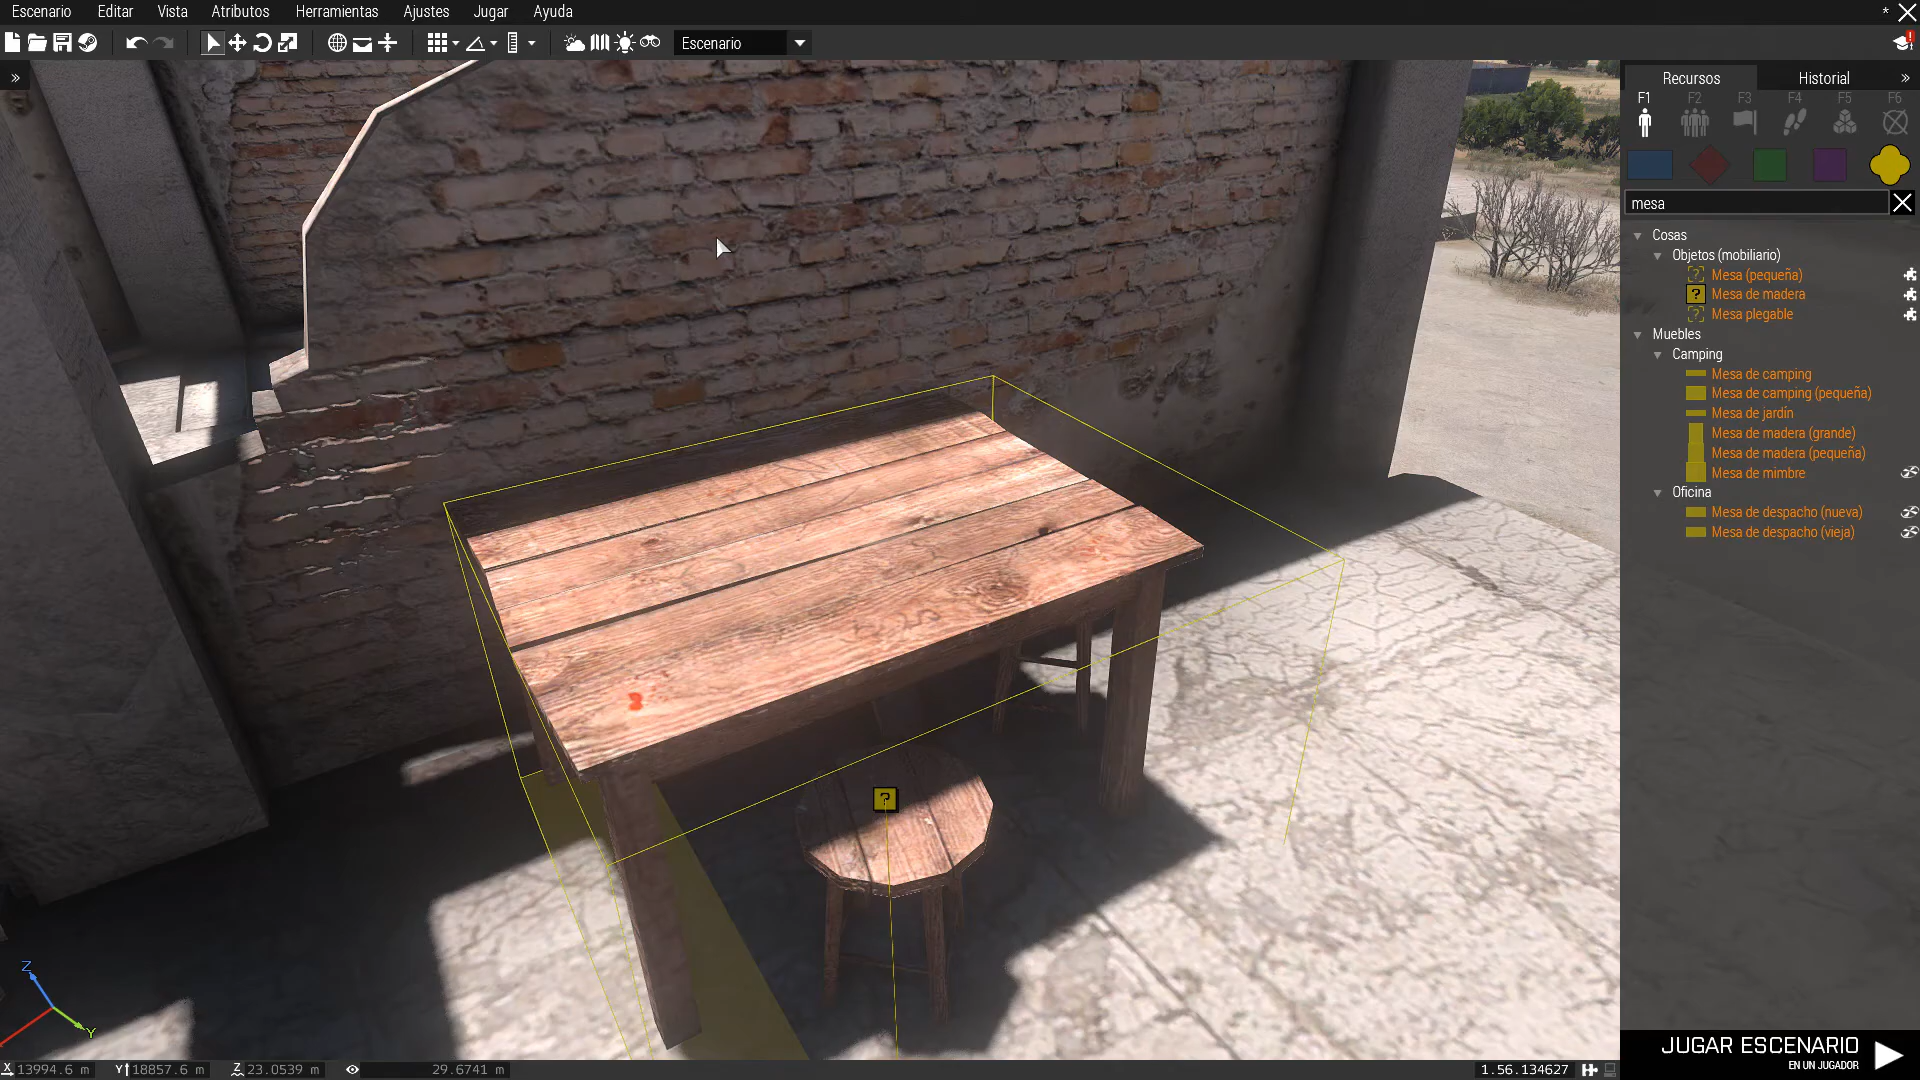 Escenario Editar Vista Atributos Herramientas Ajustes Jugar Ayuda *
Escenario
Recursos Historial
F1 F2 F3 F4 F5 F6
mesa
Cosas
Objetos (mobiliario)
? Mesa (pequeña)
? Mesa de madera
? Mesa plegable
Muebles
Camping
Mesa de camping
Mesa de camping (pequeña)
Mesa de jardín
Mesa de madera (grande)
Mesa de madera (pequeña)
Mesa de mimbre
Oficina
Mesa de despacho (nueva)
Mesa de despacho (vieja)
?
Z
Y
JUGAR ESCENARIO
EN UN JUGADOR
X 13994.6 m Y 18857.6 m Z 23.0539 m 29.6741 m 1.56.134627